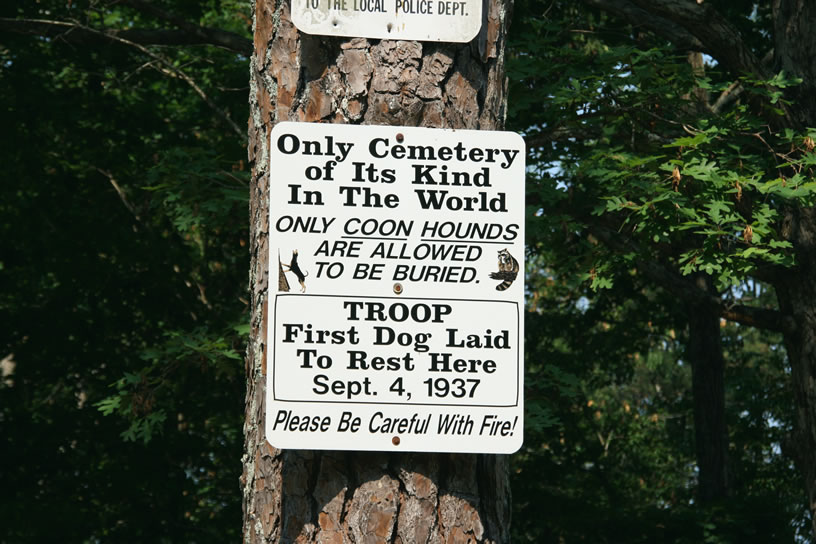 TO THE LOCAL POLICE DEPT.
Only Cemetery
of Its Kind
In The World
ONLY COON HOUNDS
ARE ALLOWED
TO BE BURIED.
TROOP
First Dog Laid
To Rest Here
Sept. 4, 1937
Please Be Careful With Fire!